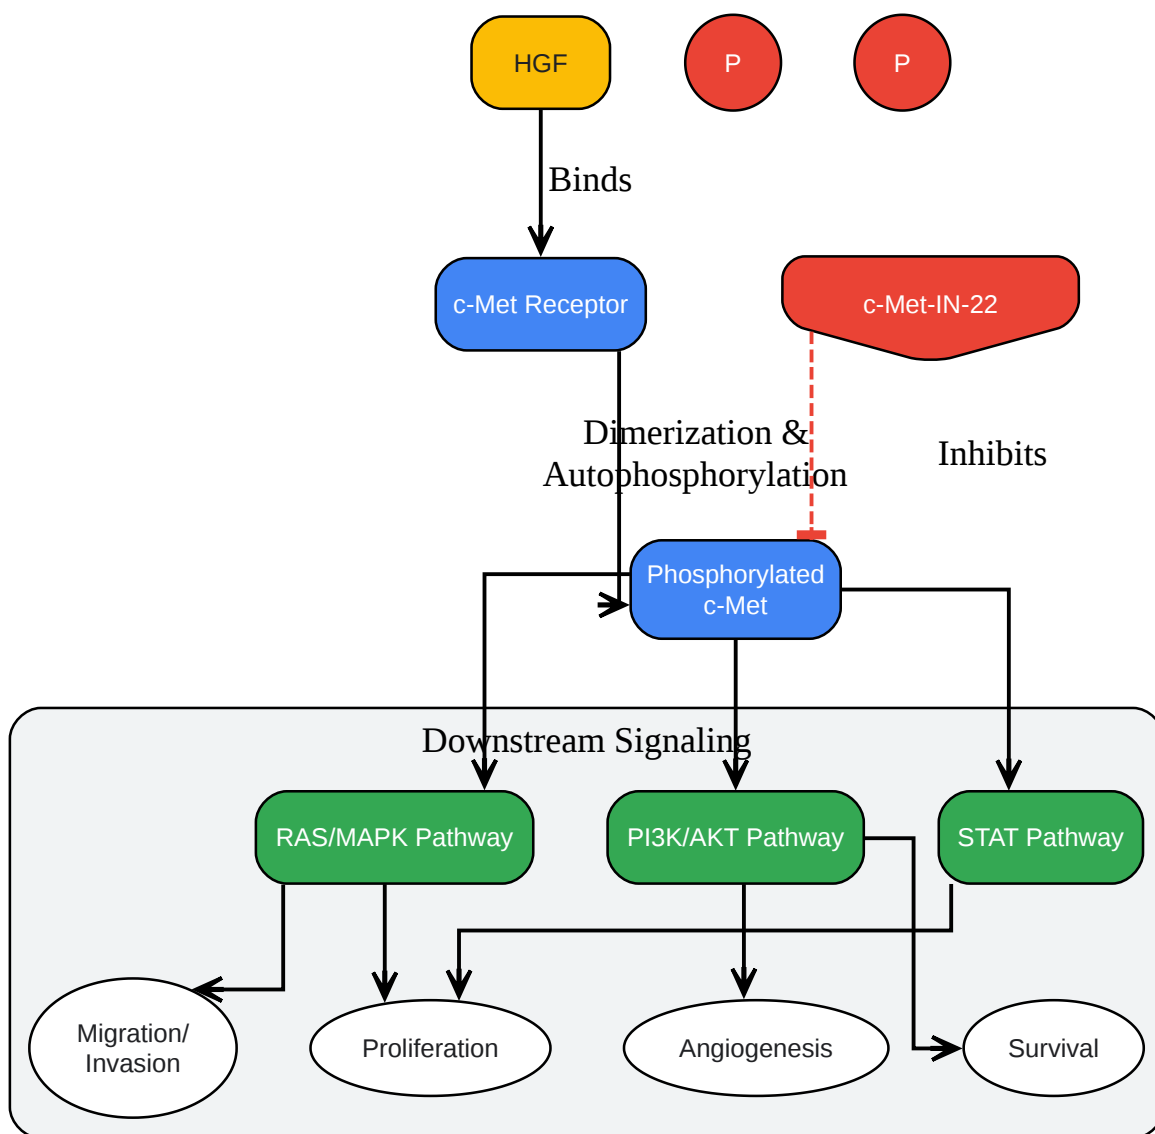 HGF
P
P
Binds
c-Met Receptor
c-Met-IN-22
Dimerization &
Autophosphorylation
Inhibits
Phosphorylated
c-Met
Downstream Signaling
RAS/MAPK Pathway
PI3K/AKT Pathway
STAT Pathway
Migration/
Invasion
Proliferation
Angiogenesis
Survival